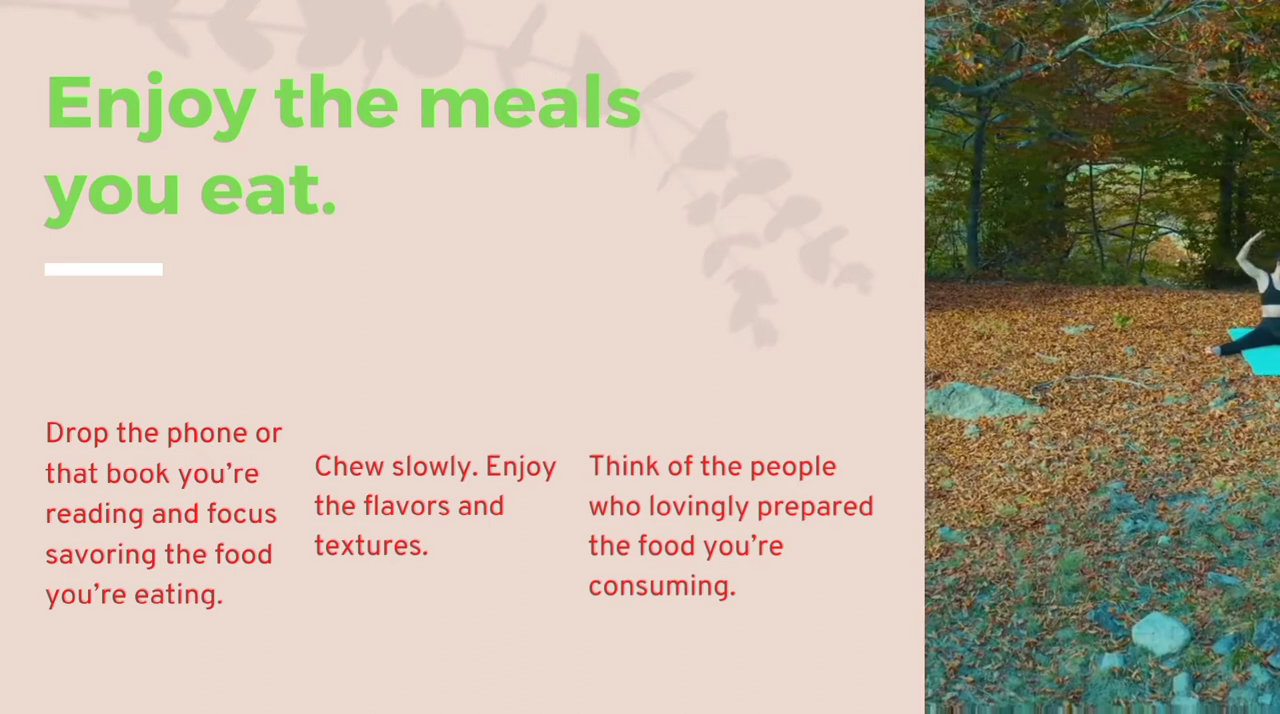 Enjoy the meals
you eat.
Drop the phone or
that book you’re
reading and focus
savoring the food
you’re eating.
Chew slowly. Enjoy
the flavors and
textures.
Think of the people
who lovingly prepared
the food you’re
consuming.